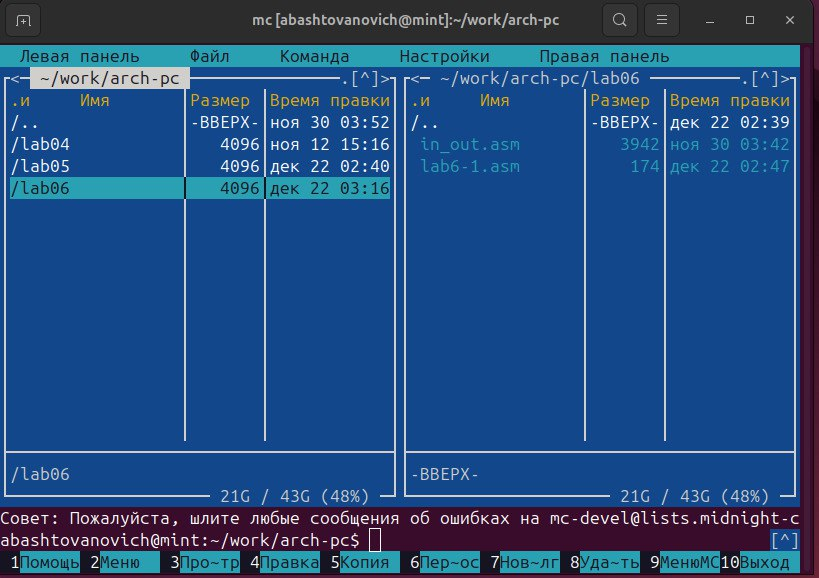 mc [abashtovanovich@mint]:~/work/arch-pc
Левая панель Файл Команда Настройки Правая панель
<─ ~/work/arch-pc .[^]> <─ ~/work/arch-pc/lab06 .[^]>
.и Имя Размер Время правки .и Имя Размер Время правки
/.. -ВВЕРХ- ноя 30 03:52 /.. -ВВЕРХ- дек 22 02:39
/lab04 4096 ноя 12 15:16 in_out.asm 3942 ноя 30 03:42
/lab05 4096 дек 22 02:40 lab6-1.asm 174 дек 22 02:47
/lab06 4096 дек 22 03:16
/lab06 -ВВЕРХ-
21G / 43G (48%) 21G / 43G (48%)
Совет: Пожалуйста, шлите любые сообщения об ошибках на mc-devel@lists.midnight-c
abashtovanovich@mint:~/work/arch-pc$ [^]
1Помощь 2Меню 3Про~тр 4Правка 5Копия 6Пер~ос 7Нов~лг 8Уда~ть 9МенюМС 10Выход